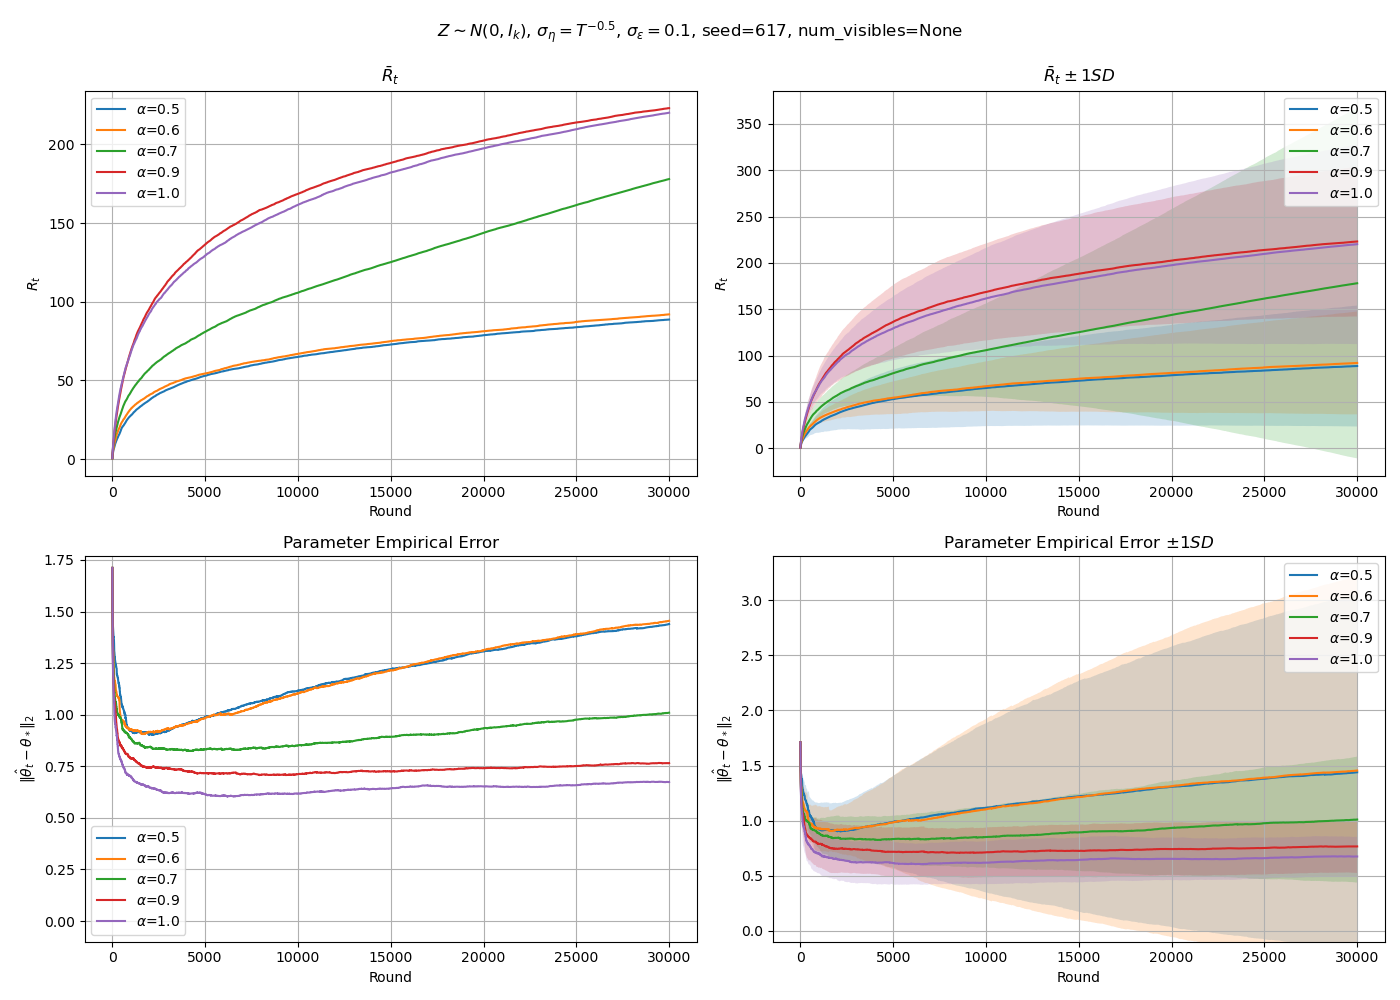 Z ~ N(0, I_k), σ_η = T^{−0.5}, σ_ε = 0.1, seed=617, num_visibles=None
R̄_t
R_t
200
150
100
50
0
α=0.5
α=0.6
α=0.7
α=0.9
α=1.0
0 5000 10000 15000 20000 25000 30000
Round
R̄_t ± 1SD
R_t
350
300
250
200
150
100
50
0
α=0.5
α=0.6
α=0.7
α=0.9
α=1.0
0 5000 10000 15000 20000 25000 30000
Round
Parameter Empirical Error
‖θ̂_t − θ_*‖_2
1.75
1.50
1.25
1.00
0.75
0.50
0.25
0.00
α=0.5
α=0.6
α=0.7
α=0.9
α=1.0
0 5000 10000 15000 20000 25000 30000
Round
Parameter Empirical Error ±1SD
‖θ̂_t − θ_*‖_2
3.0
2.5
2.0
1.5
1.0
0.5
0.0
α=0.5
α=0.6
α=0.7
α=0.9
α=1.0
0 5000 10000 15000 20000 25000 30000
Round